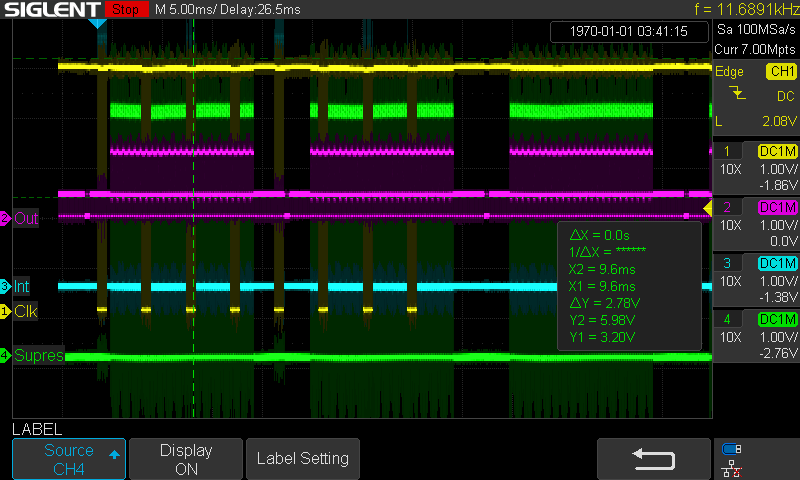 SIGLENT Stop M 5.00ms/ Delay:26.5ms f = 11.6891kHz
Sa 100MSa/s
Curr 7.00Mpts
1970-01-01 03:41:15
Edge CH1
DC
L 2.08V
1 DC1M
10X 1.00V/
-1.86V
2 DC1M
10X 1.00V/
0.0V
3 DC1M
10X 1.00V/
-1.38V
4 DC1M
10X 1.00V/
-2.76V
2 Out
3 Int
1 Clk
4 Supres
ΔX = 0.0s
1/ΔX = ******
X2 = 9.6ms
X1 = 9.6ms
ΔY = 2.78V
Y2 = 5.98V
Y1 = 3.20V
LABEL
Source
CH4
Display
ON
Label Setting